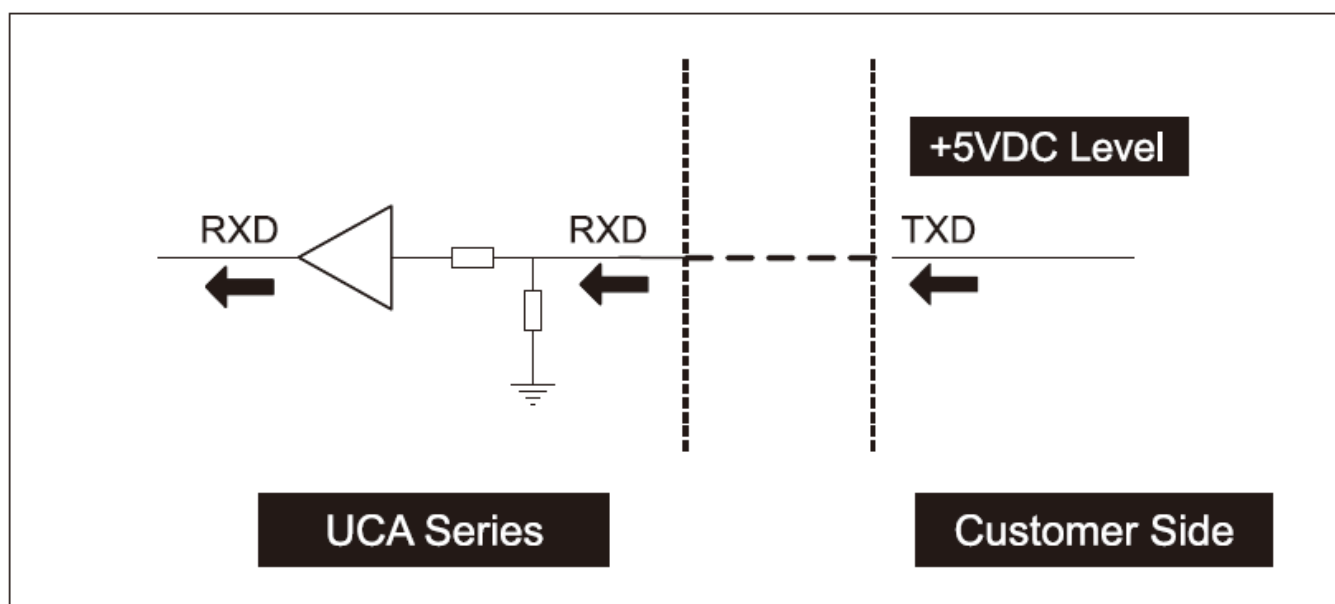 +5VDC Level
RXD
RXD
TXD
UCA Series
Customer Side